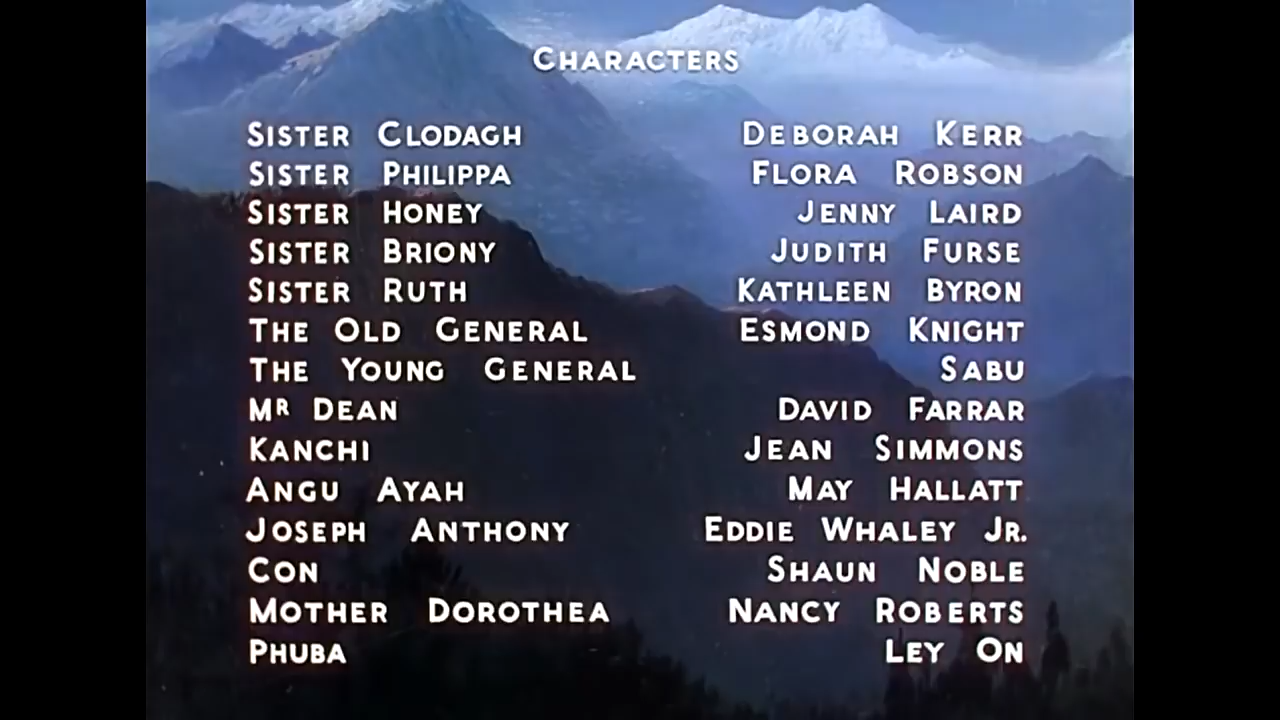 CHARACTERS
SISTER CLODAGH DEBORAH KERR
SISTER PHILIPPA FLORA ROBSON
SISTER HONEY JENNY LAIRD
SISTER BRIONY JUDITH FURSE
SISTER RUTH KATHLEEN BYRON
THE OLD GENERAL ESMOND KNIGHT
THE YOUNG GENERAL SABU
MR DEAN DAVID FARRAR
KANCHI JEAN SIMMONS
ANGU AYAH MAY HALLATT
JOSEPH ANTHONY EDDIE WHALEY JR.
CON SHAUN NOBLE
MOTHER DOROTHEA NANCY ROBERTS
PHUBA LEY ON